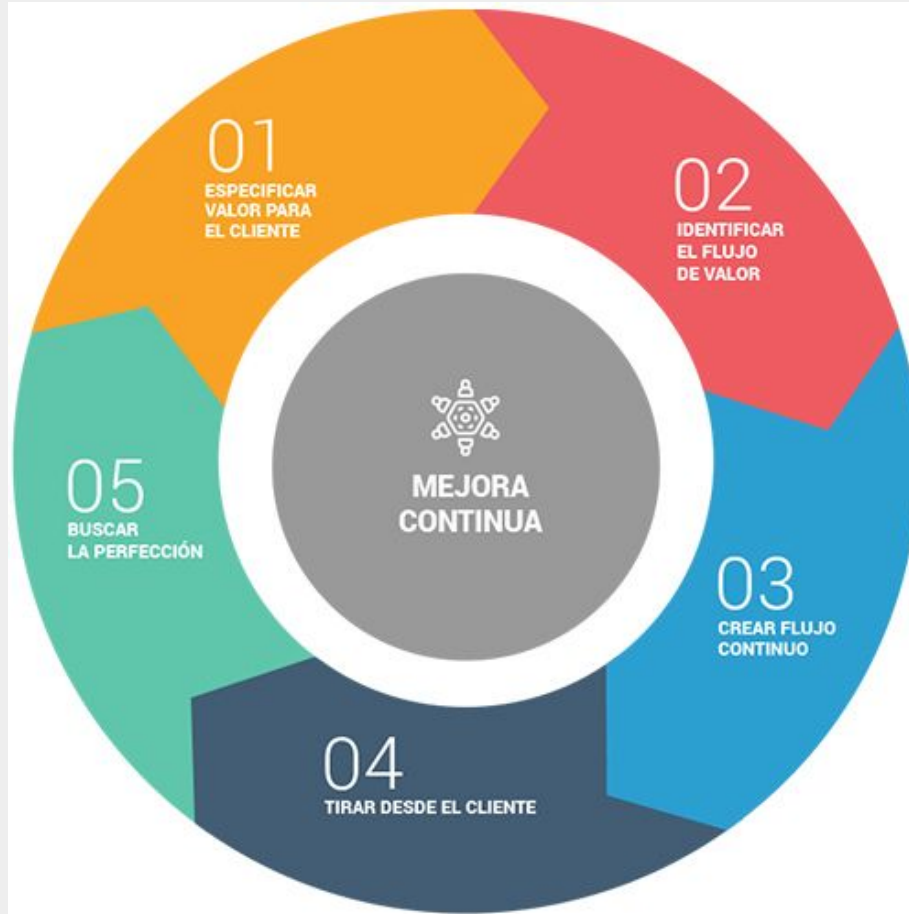 01
ESPECIFICAR
VALOR PARA
EL CLIENTE
02
IDENTIFICAR
EL FLUJO
DE VALOR
03
CREAR FLUJO
CONTINUO
04
TIRAR DESDE EL CLIENTE
05
BUSCAR
LA PERFECCIÓN
MEJORA
CONTINUA